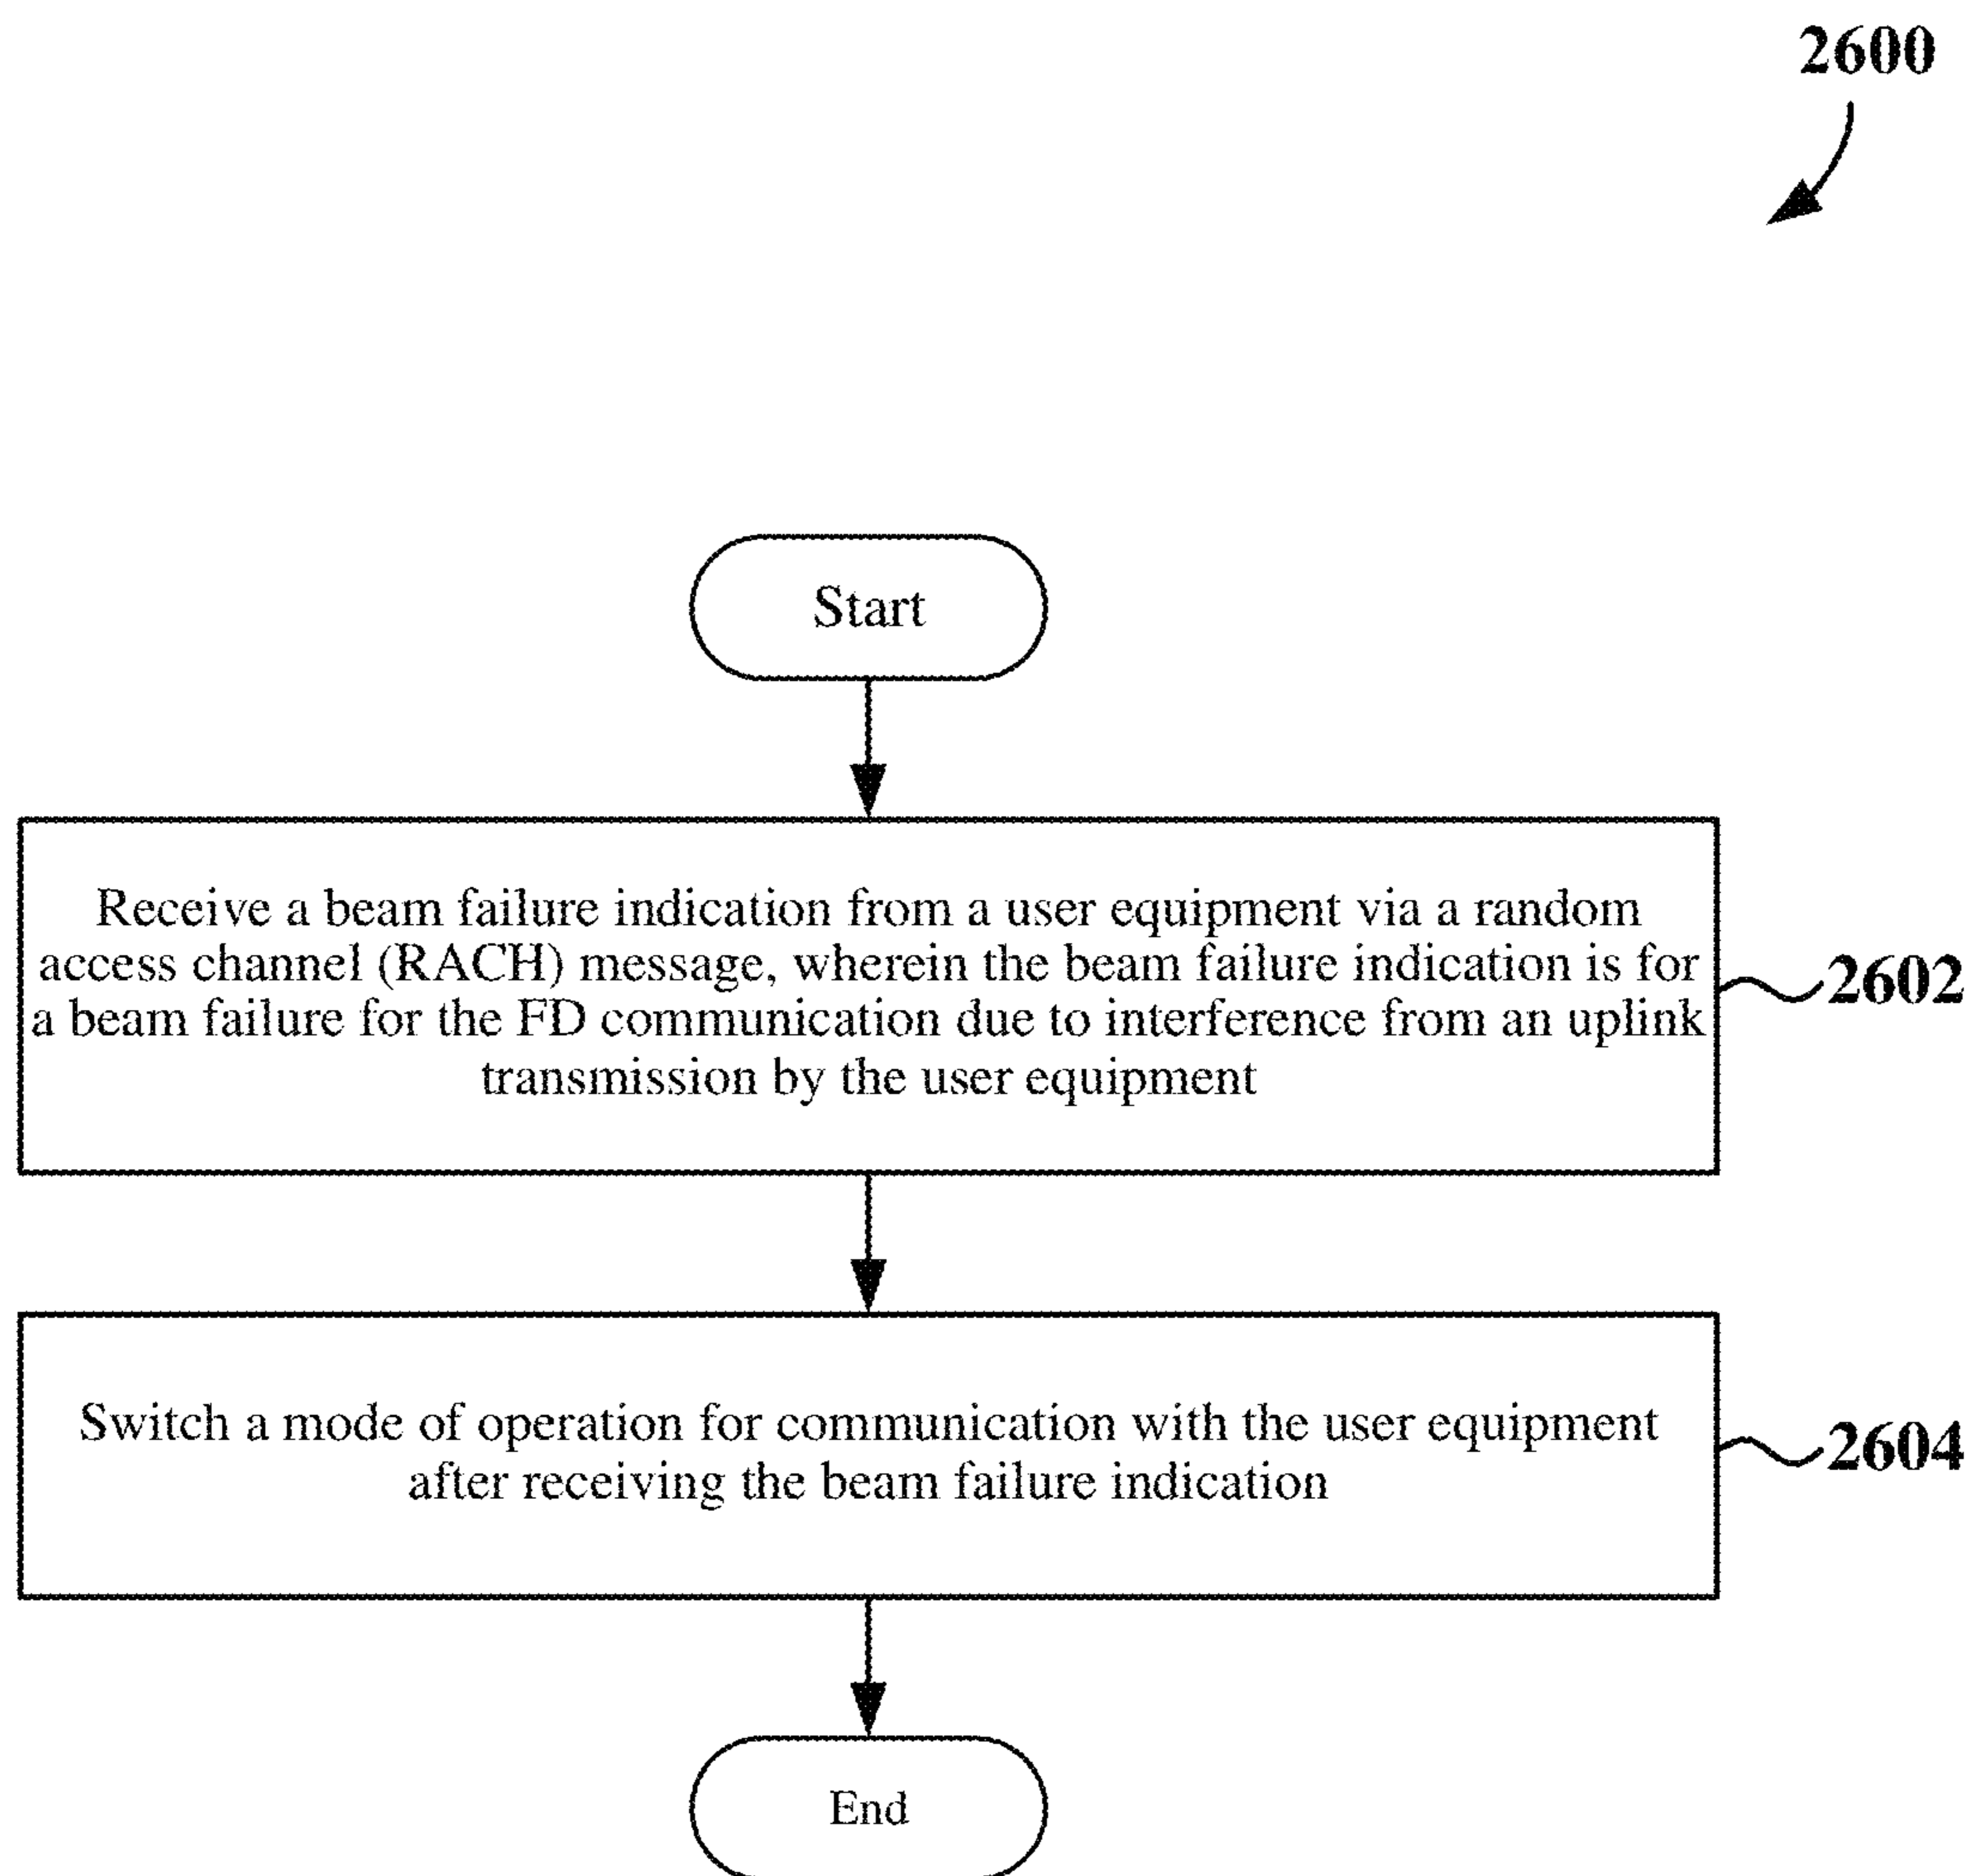 2600
Start
Receive a beam failure indication from a user equipment via a random
access channel (RACH) message, wherein the beam failure indication is for
a beam failure for the FD communication due to interference from an uplink
transmission by the user equipment
2602
Switch a mode of operation for communication with the user equipment
after receiving the beam failure indication
2604
End